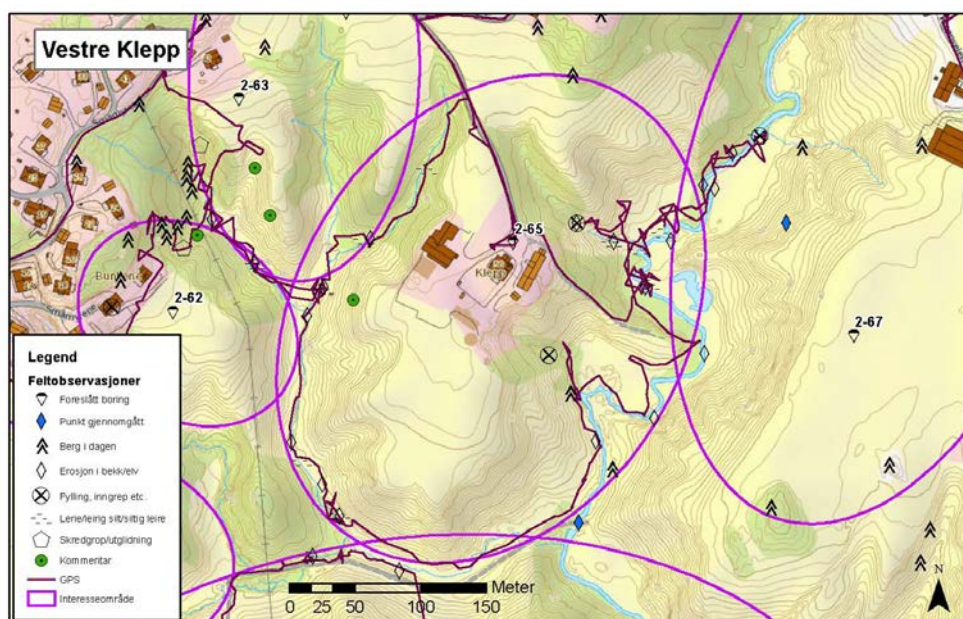 Vestre Klepp
2-63
2-65
Klepp
2-62
2-67
Legend
Feltobservasjoner
Foreslått boring
Punkt gjennomgått
Berg i dagen
Erosjon i bekk/elv
Fylling, inngrep etc.
Leire/leirig silt/siltig leire
Skredgrop/utglidning
Kommentar
GPS
Interesseområde
Meter
0 25 50 100 150
N